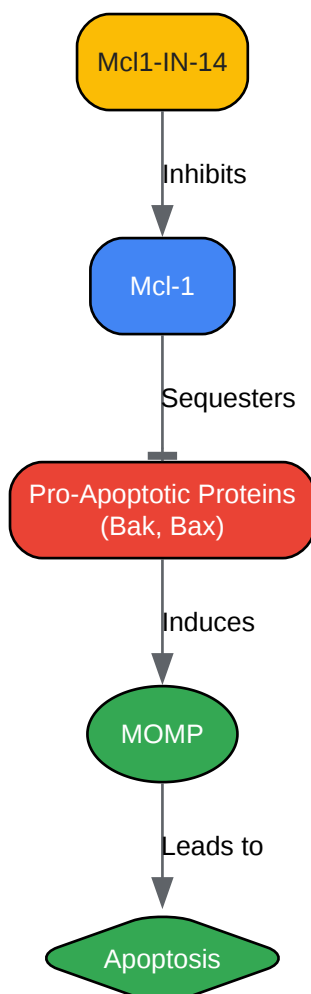 Mcl1-IN-14
Inhibits
Mcl-1
Sequesters
Pro-Apoptotic Proteins
(Bak, Bax)
Induces
MOMP
Leads to
Apoptosis